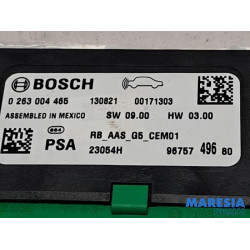 BOSCH
0 263 004 465 130821 00171303
ASSEMBLED IN MEXICO SW 09.00 HW 03.00
PSA RB_AAS_G5_CEM01
23054H 96757 496 80
MARESIA